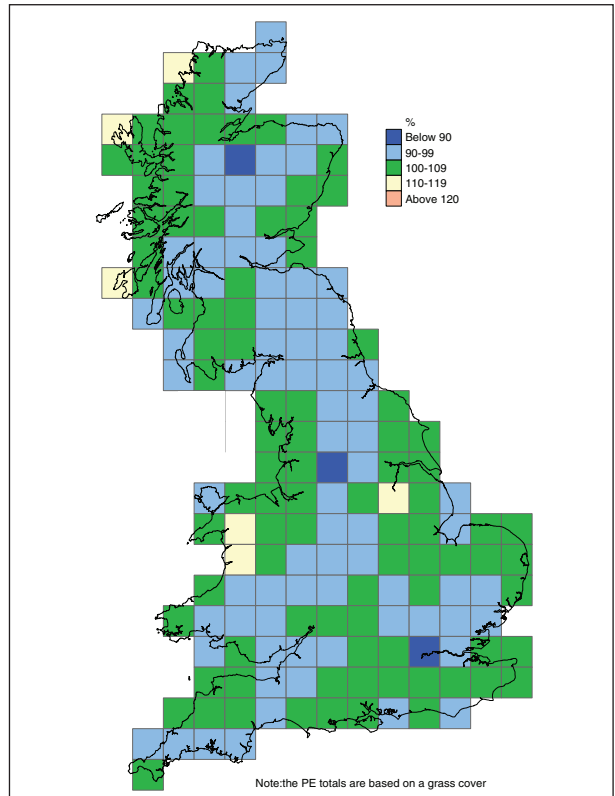 %
Below 90
90-99
100-109
110-119
Above 120
Note:the PE totals are based on a grass cover